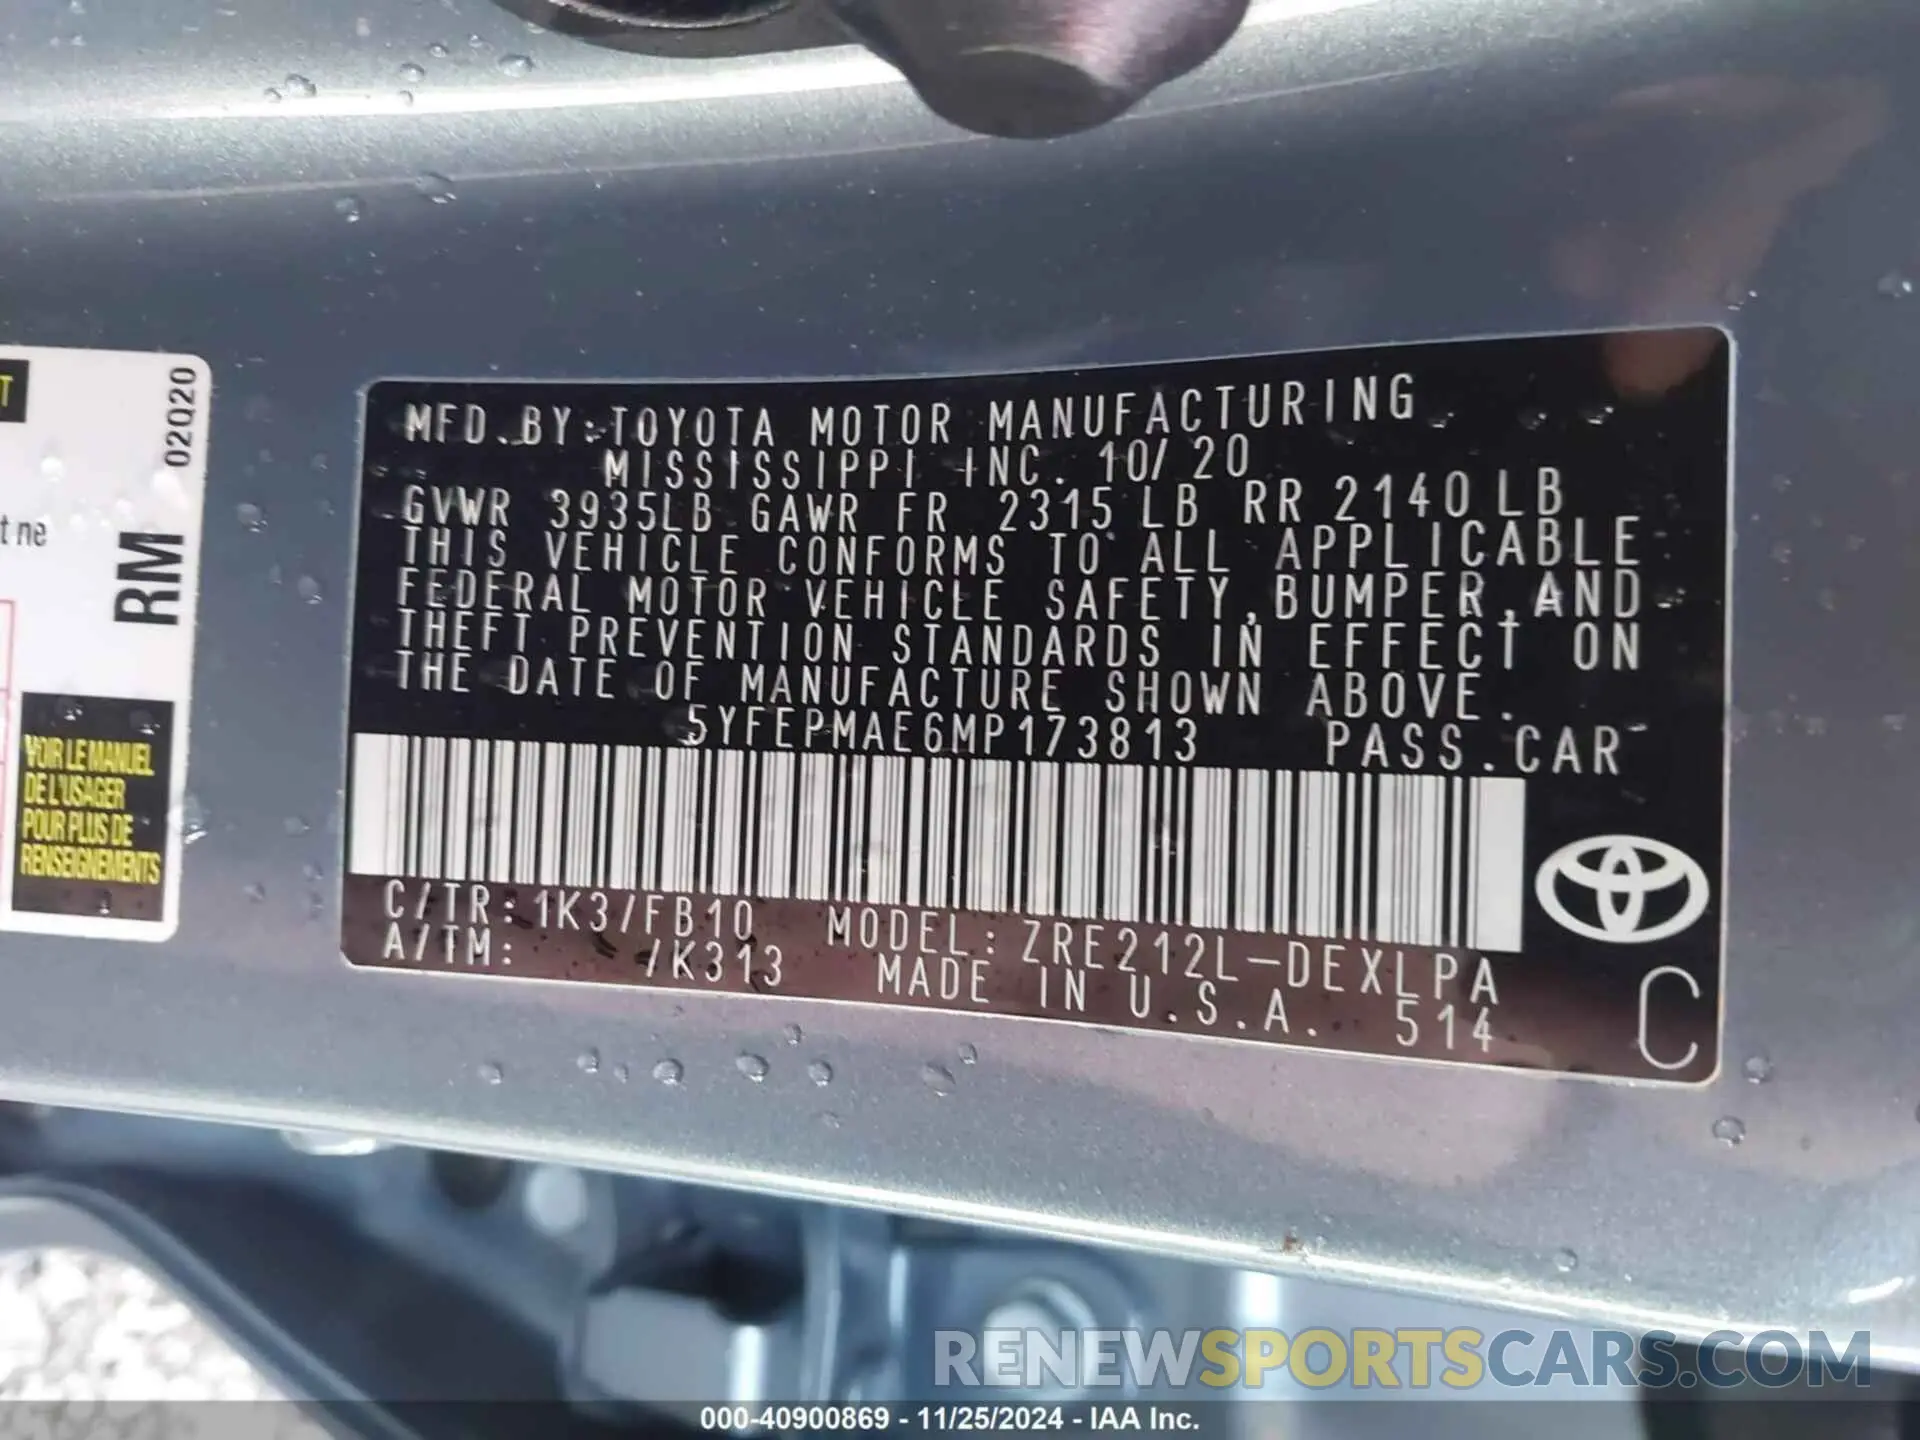 T
02Q20
t ne
RM
VOIR LE MANUEL
DE L'USAGER
POUR PLUS DE
RENSEIGNEMENTS
MFD. BY: TOYOTA MOTOR MANUFACTURING
MISSISSIPPI INC. 10/20
GVWR 3935LB GAWR FR 2315LB RR 2140LB
THIS VEHICLE CONFORMS TO ALL APPLICABLE
FEDERAL MOTOR VEHICLE SAFETY, BUMPER, AND
THEFT PREVENTION STANDARDS IN EFFECT ON
THE DATE OF MANUFACTURE SHOWN ABOVE.
5YFEPMAE6MP173813 PASS.CAR
C/TR: 1K3/FB10 MODEL: ZRE212L-DEXLPA
A/TM: /K313 MADE IN U.S.A. 514
C
RENEWSPORTSCARS.COM
000-40900869 - 11/25/2024 - IAA Inc.